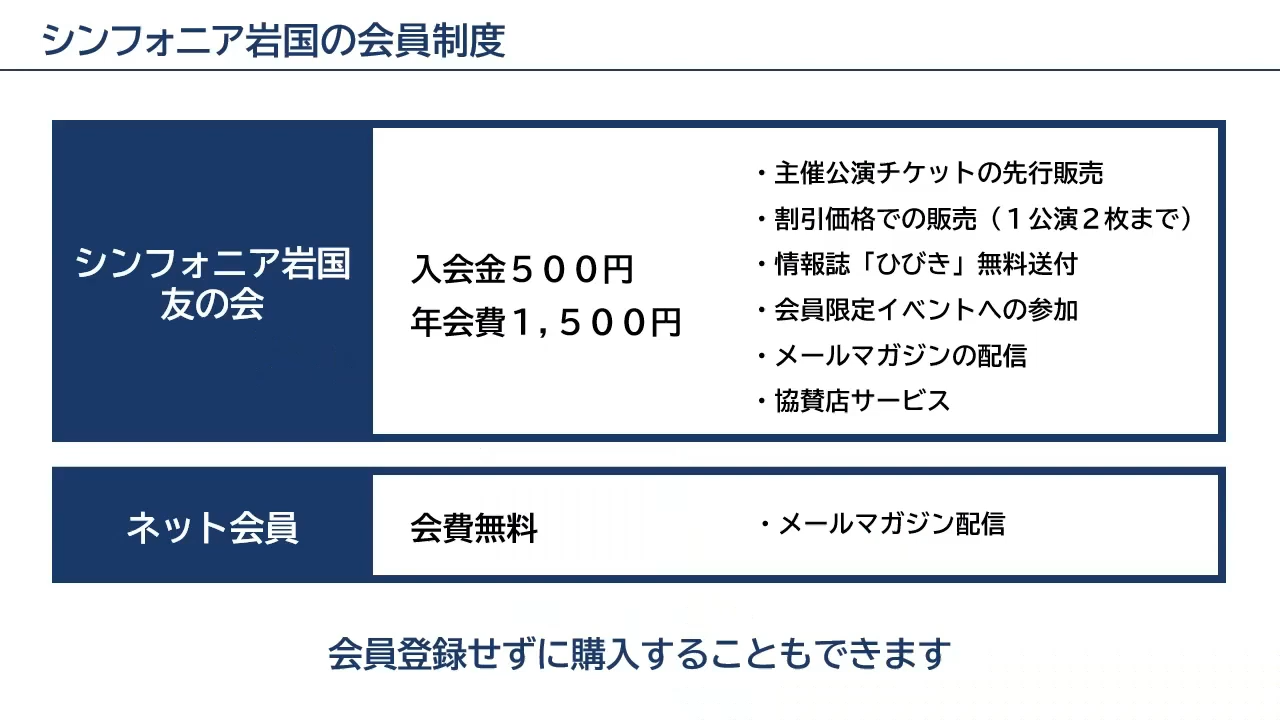 シンフォニア岩国の会員制度
シンフォニア岩国
友の会
入会金５００円
年会費１，５００円
・主催公演チケットの先行販売
・割引価格での販売（１公演２枚まで）
・情報誌「ひびき」無料送付
・会員限定イベントへの参加
・メールマガジンの配信
・協賛店サービス
ネット会員
会費無料
・メールマガジン配信
会員登録せずに購入することもできます